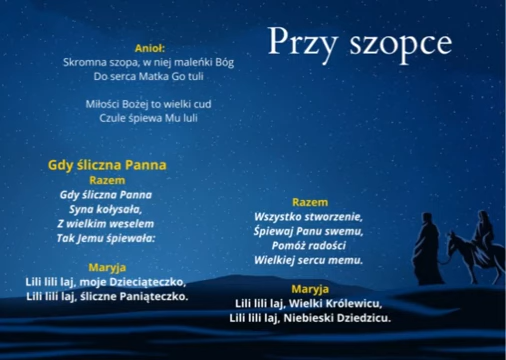 Przy szopce
Anioł:
Skromna szopa, w niej maleńki Bóg
Do serca Matka Go tuli
Miłości Bożej to wielki cud
Czule śpiewa Mu luli
Gdy śliczna Panna
Razem
Gdy śliczna Panna
Syna kołysała,
Z wielkim weselem
Tak Jemu śpiewała:
Maryja
Lili lili laj, moje Dzieciąteczko,
Lili lili laj, śliczne Paniąteczko.
Razem
Wszystko stworzenie,
Śpiewaj Panu swemu,
Pomóż radości
Wielkiej sercu memu.
Maryja
Lili lili laj, Wielki Królewicu,
Lili lili laj, Niebieski Dziedzicu.